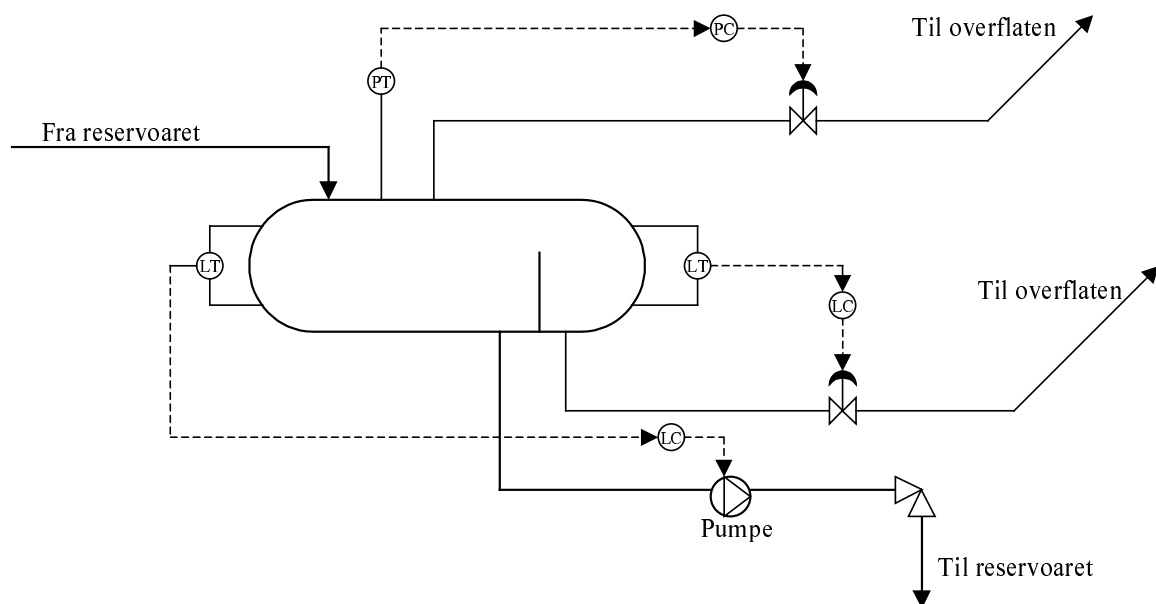 Til overflaten
PC
PT
Fra reservoaret
LT
LT
Til overflaten
LC
LC
Pumpe
Til reservoaret